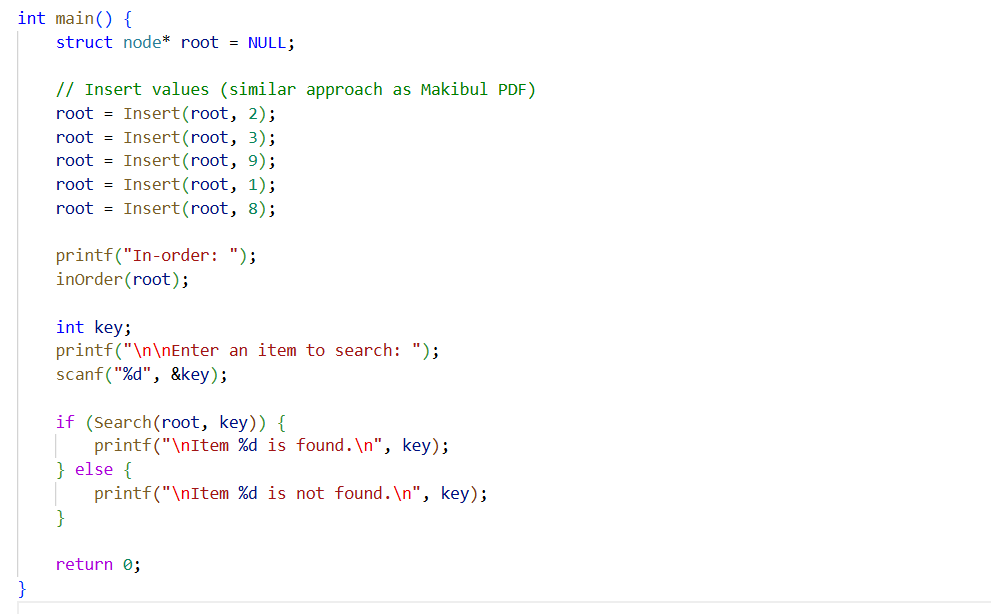 int main() {
    struct node* root = NULL;

    // Insert values (similar approach as Makibul PDF)
    root = Insert(root, 2);
    root = Insert(root, 3);
    root = Insert(root, 9);
    root = Insert(root, 1);
    root = Insert(root, 8);

    printf("In-order: ");
    inOrder(root);

    int key;
    printf("\n\nEnter an item to search: ");
    scanf("%d", &key);

    if (Search(root, key)) {
        printf("\nItem %d is found.\n", key);
    } else {
        printf("\nItem %d is not found.\n", key);
    }

    return 0;
}